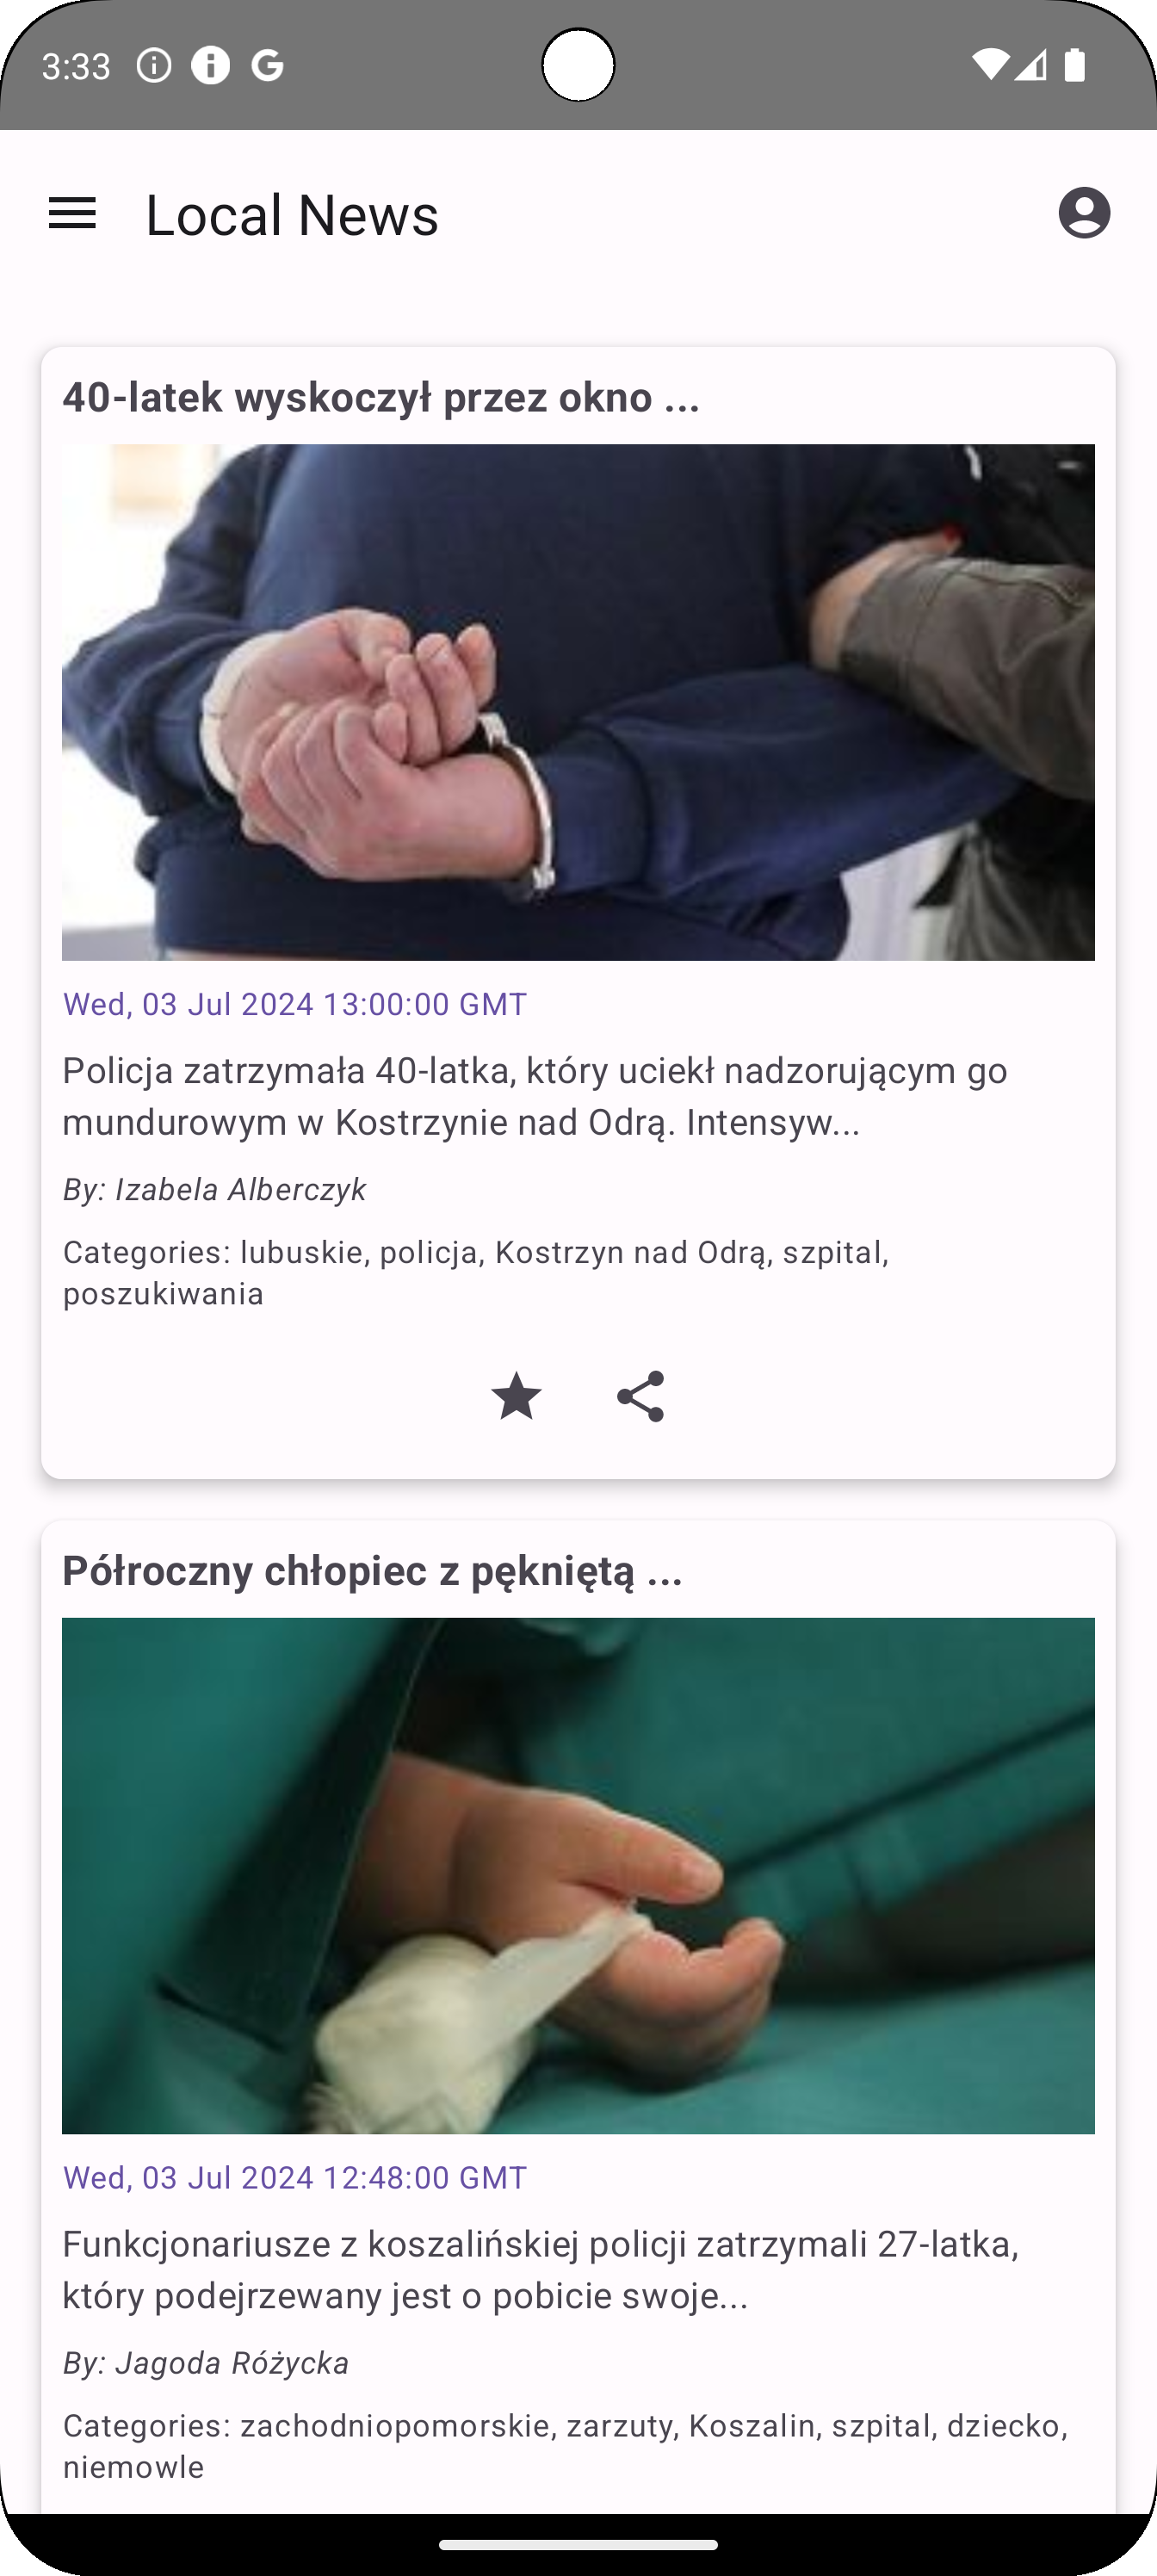 3:33
Local News
40-latek wyskoczył przez okno ...
Wed, 03 Jul 2024 13:00:00 GMT
Policja zatrzymała 40-latka, który uciekł nadzorującym go
mundurowym w Kostrzynie nad Odrą. Intensyw...
By: Izabela Alberczyk
Categories: lubuskie, policja, Kostrzyn nad Odrą, szpital,
poszukiwania
Półroczny chłopiec z pękniętą ...
Wed, 03 Jul 2024 12:48:00 GMT
Funkcjonariusze z koszalińskiej policji zatrzymali 27-latka,
który podejrzewany jest o pobicie swoje...
By: Jagoda Różycka
Categories: zachodniopomorskie, zarzuty, Koszalin, szpital, dziecko,
niemowle